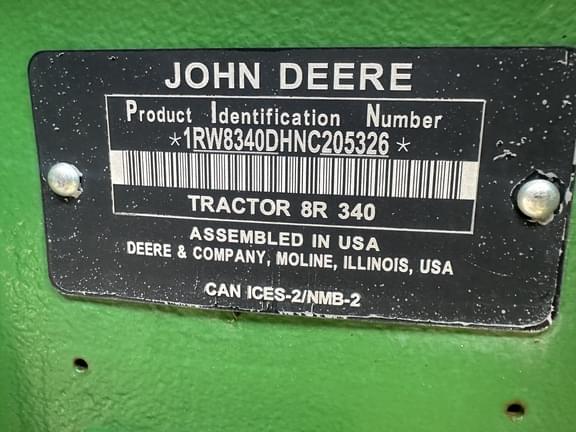 JOHN DEERE
Product Identification Number
*1RW8340DHNC205326*
TRACTOR 8R 340
ASSEMBLED IN USA
DEERE & COMPANY, MOLINE, ILLINOIS, USA
CAN ICES-2/NMB-2